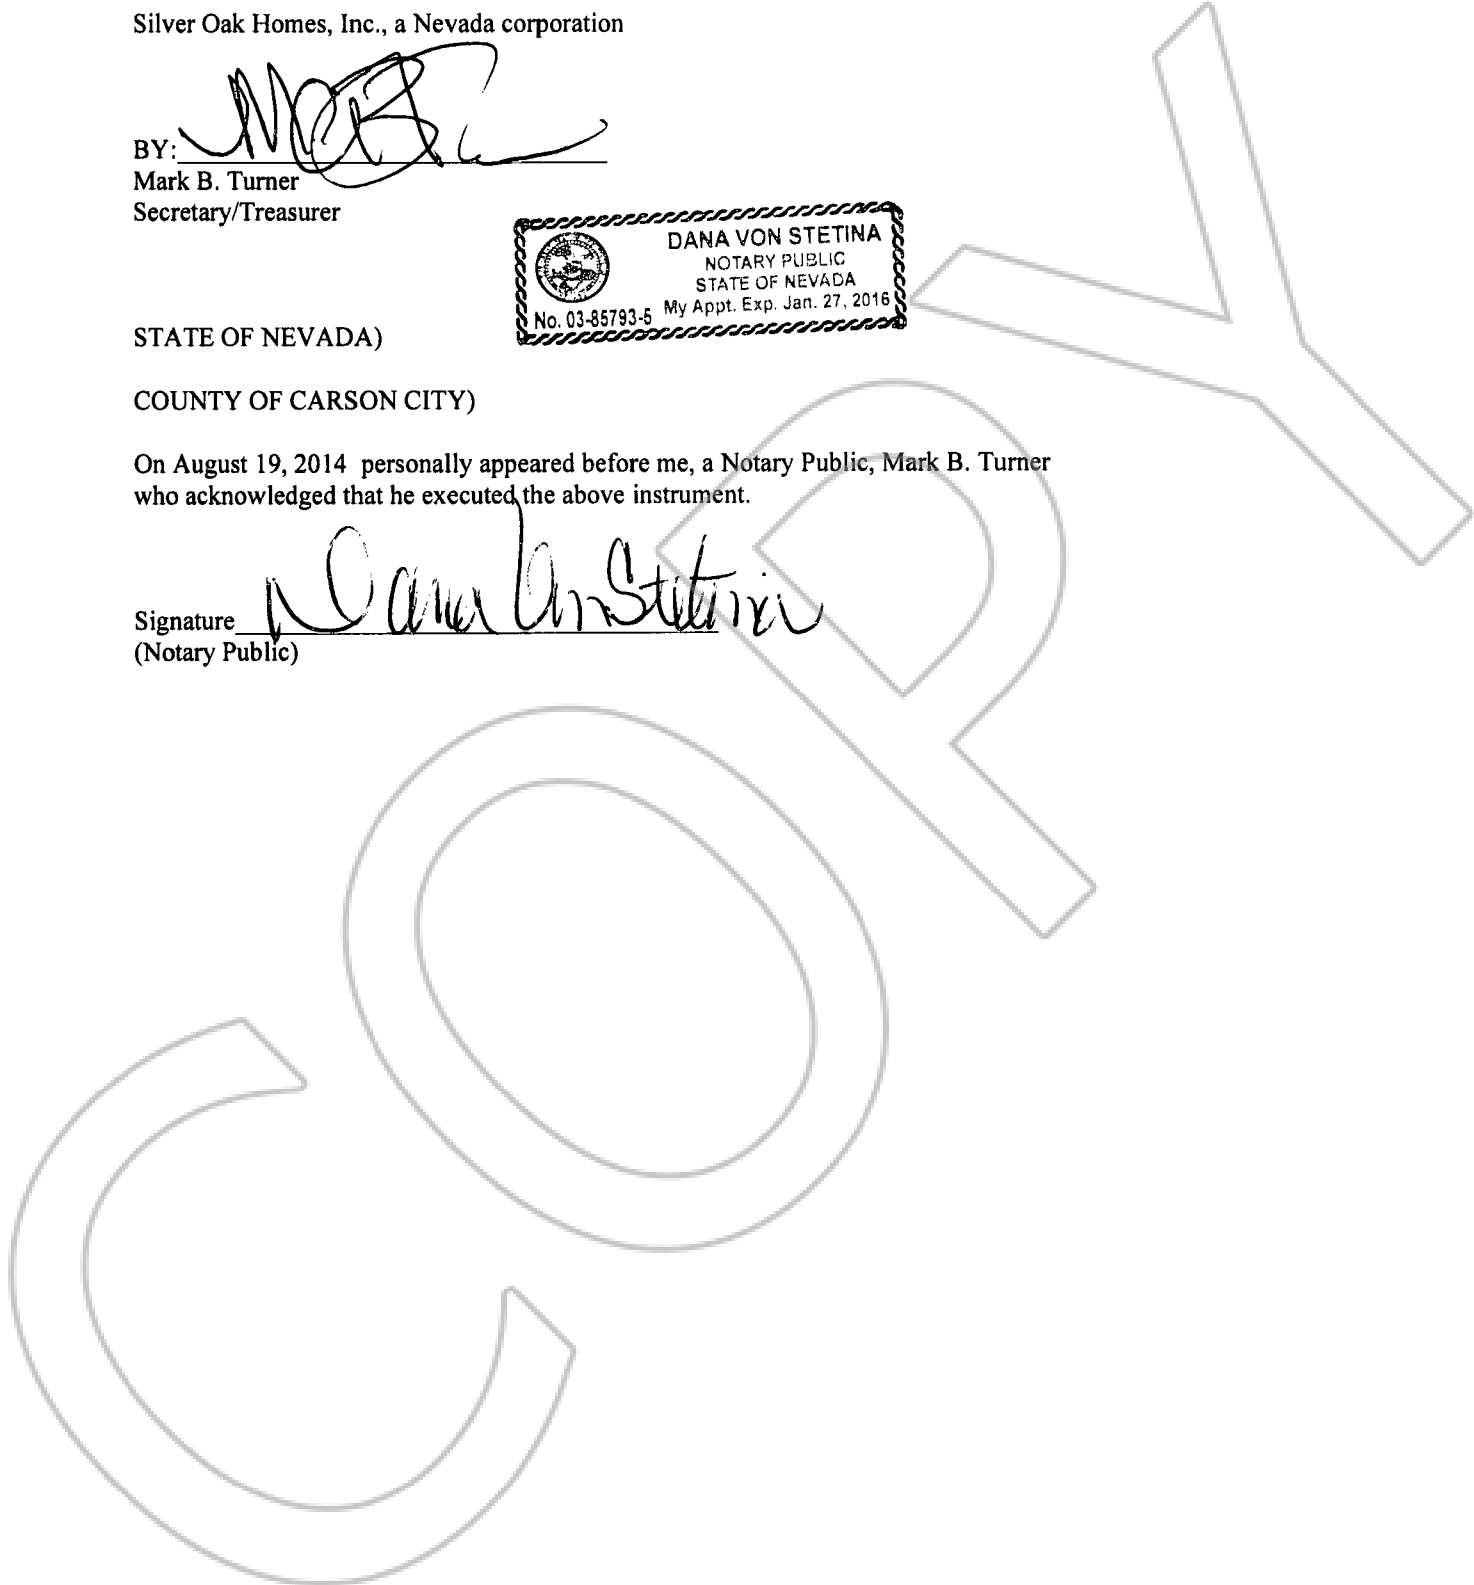 Silver Oak Homes, Inc., a Nevada corporation
BY:
Mark B. Turner
Secretary/Treasurer
DANA VON STETINA
NOTARY PUBLIC
STATE OF NEVADA
My Appt. Exp. Jan. 27, 2016
No. 03-85793-5
STATE OF NEVADA)
COUNTY OF CARSON CITY)
On August 19, 2014 personally appeared before me, a Notary Public, Mark B. Turner
who acknowledged that he executed the above instrument.
Signature Dana Von Stetina
(Notary Public)
COPY